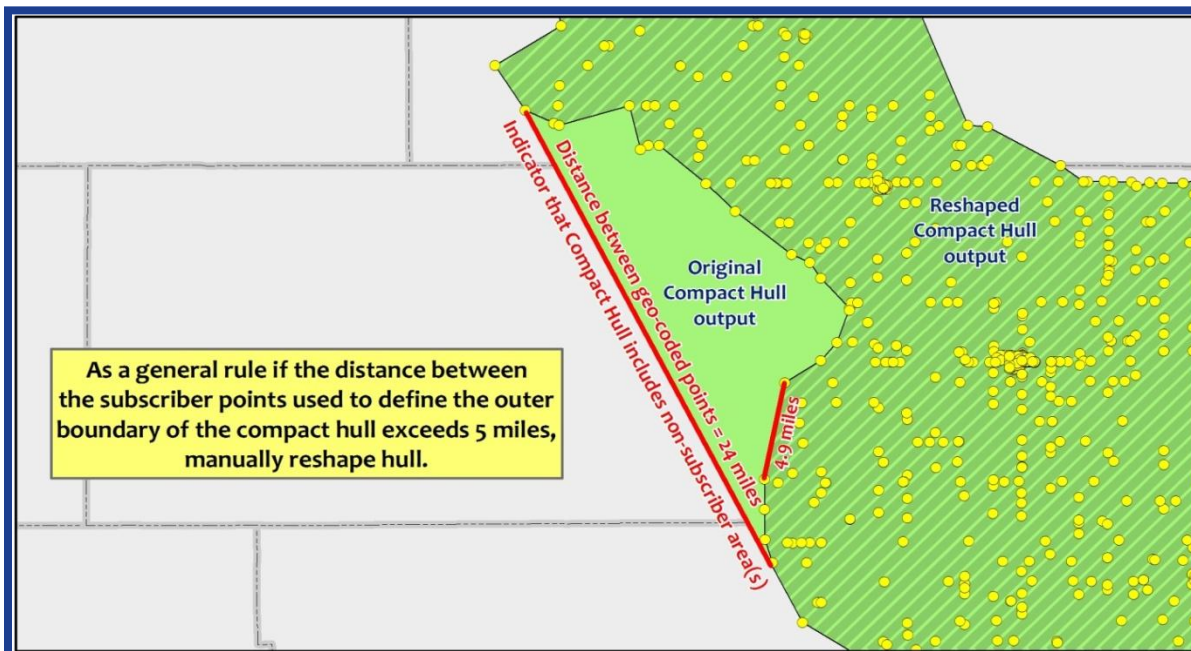 Distance between geo-coded points = 24 miles
Indicator that Compact Hull includes non-subscriber area(s)
Reshaped
Compact Hull
output
Original
Compact Hull
output
4.9 miles
As a general rule if the distance between
the subscriber points used to define the outer
boundary of the compact hull exceeds 5 miles,
manually reshape hull.